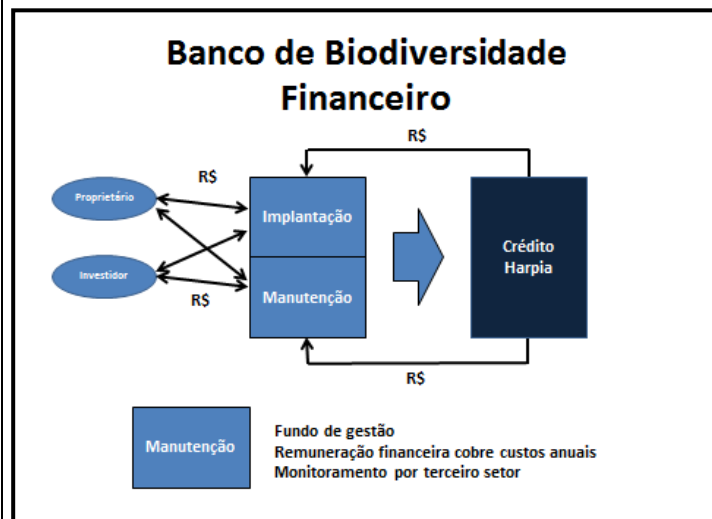 Banco de Biodiversidade
Financeiro
R$
R$
Proprietário
Implantação
Crédito
Harpia
Investidor
Manutenção
R$
R$
Manutenção
Fundo de gestão
Remuneração financeira cobre custos anuais
Monitoramento por terceiro setor